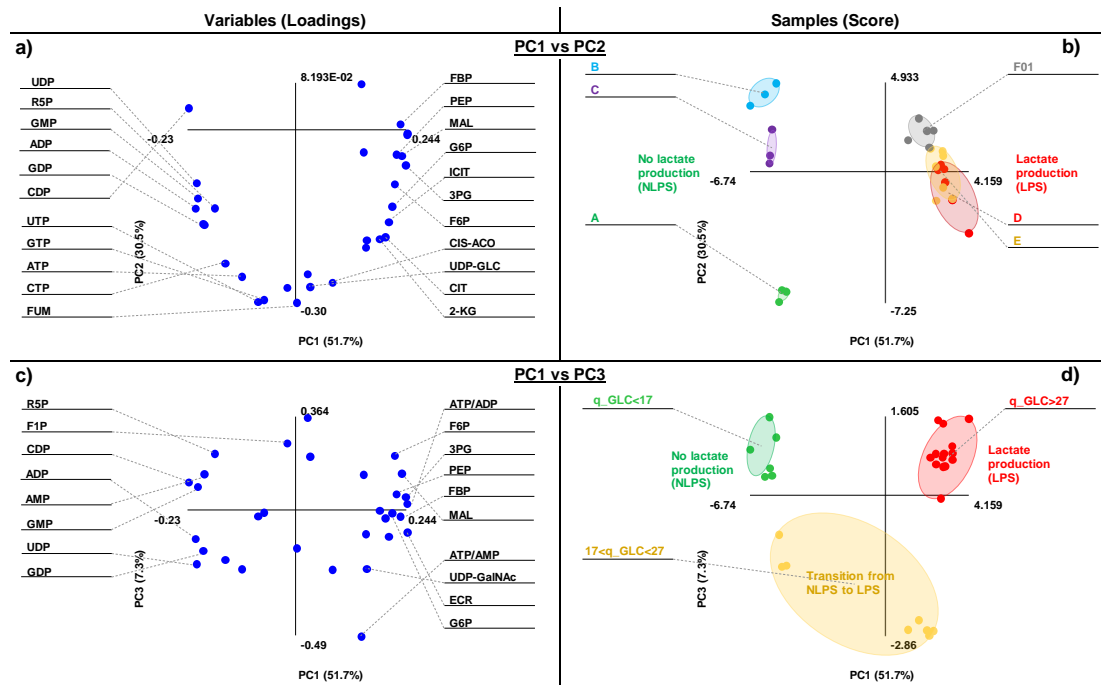 Variables (Loadings)
Samples (Score)
PC1 vs PC2
a)
UDP
R5P
GMP
ADP
GDP
CDP
UTP
GTP
ATP
CTP
FUM
8.193E-02
-0.23
0.244
-0.30
PC2 (30.5%)
PC1 (51.7%)
FBP
PEP
MAL
G6P
ICIT
3PG
F6P
CIS-ACO
UDP-GLC
CIT
2-KG
b)
B
C
A
4.933
F01
No lactate
production
(NLPS)
-6.74
4.159
Lactate
production
(LPS)
D
E
-7.25
PC2 (30.5%)
PC1 (51.7%)
PC1 vs PC3
c)
R5P
F1P
CDP
ADP
AMP
GMP
UDP
GDP
0.364
-0.23
0.244
-0.49
PC3 (7.3%)
PC1 (51.7%)
ATP/ADP
F6P
3PG
PEP
FBP
MAL
ATP/AMP
UDP-GalNAc
ECR
G6P
d)
q_GLC<17
1.605
q_GLC>27
No lactate
production
(NLPS)
Lactate
production
(LPS)
-6.74
4.159
17<q_GLC<27
Transition from
NLPS to LPS
-2.86
PC3 (7.3%)
PC1 (51.7%)